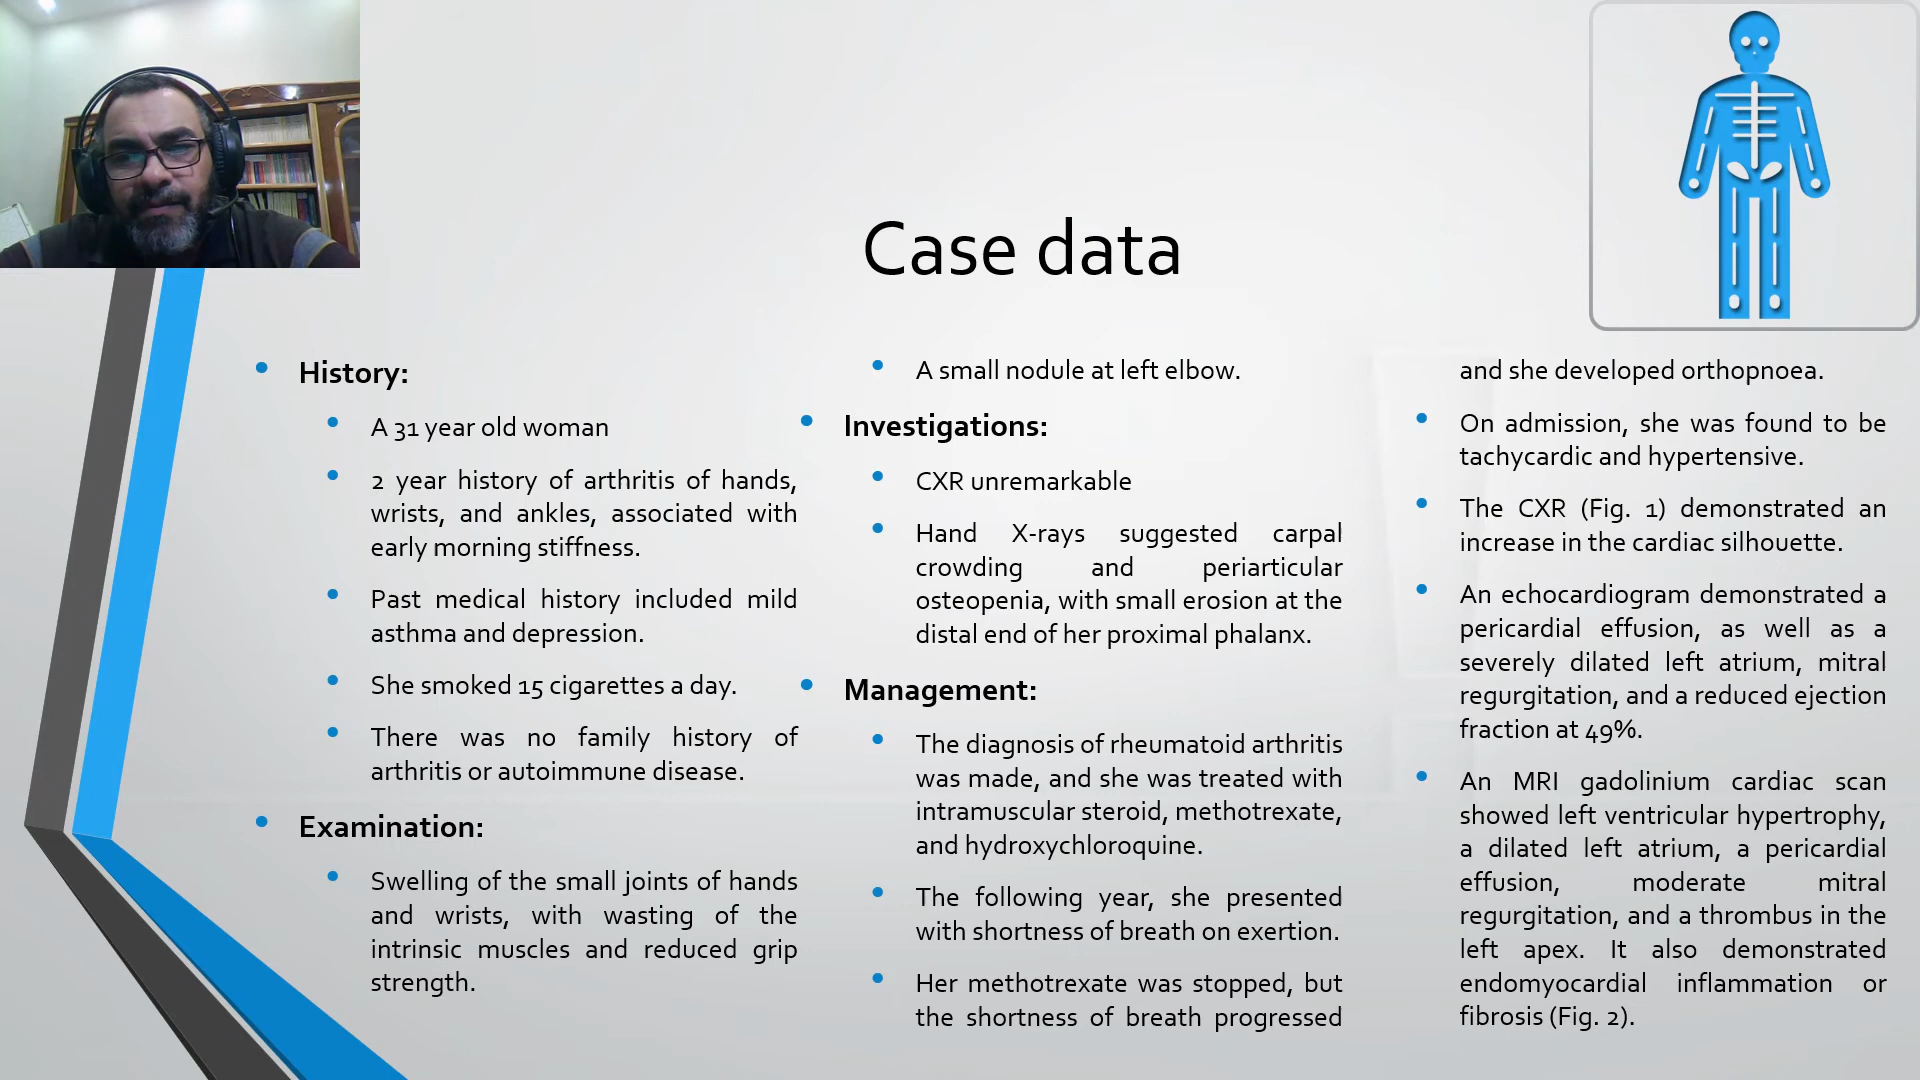 Case data
History:
A 31 year old woman
2 year history of arthritis of hands,
wrists, and ankles, associated with
early morning stiffness.
Past medical history included mild
asthma and depression.
She smoked 15 cigarettes a day.
There was no family history of
arthritis or autoimmune disease.
Examination:
Swelling of the small joints of hands
and wrists, with wasting of the
intrinsic muscles and reduced grip
strength.
A small nodule at left elbow.
Investigations:
CXR unremarkable
Hand X-rays suggested carpal
crowding and periarticular
osteopenia, with small erosion at the
distal end of her proximal phalanx.
Management:
The diagnosis of rheumatoid arthritis
was made, and she was treated with
intramuscular steroid, methotrexate,
and hydroxychloroquine.
The following year, she presented
with shortness of breath on exertion.
Her methotrexate was stopped, but
the shortness of breath progressed
and she developed orthopnoea.
On admission, she was found to be
tachycardic and hypertensive.
The CXR (Fig. 1) demonstrated an
increase in the cardiac silhouette.
An echocardiogram demonstrated a
pericardial effusion, as well as a
severely dilated left atrium, mitral
regurgitation, and a reduced ejection
fraction at 49%.
An MRI gadolinium cardiac scan
showed left ventricular hypertrophy,
a dilated left atrium, a pericardial
effusion, moderate mitral
regurgitation, and a thrombus in the
left apex. It also demonstrated
endomyocardial inflammation or
fibrosis (Fig. 2).